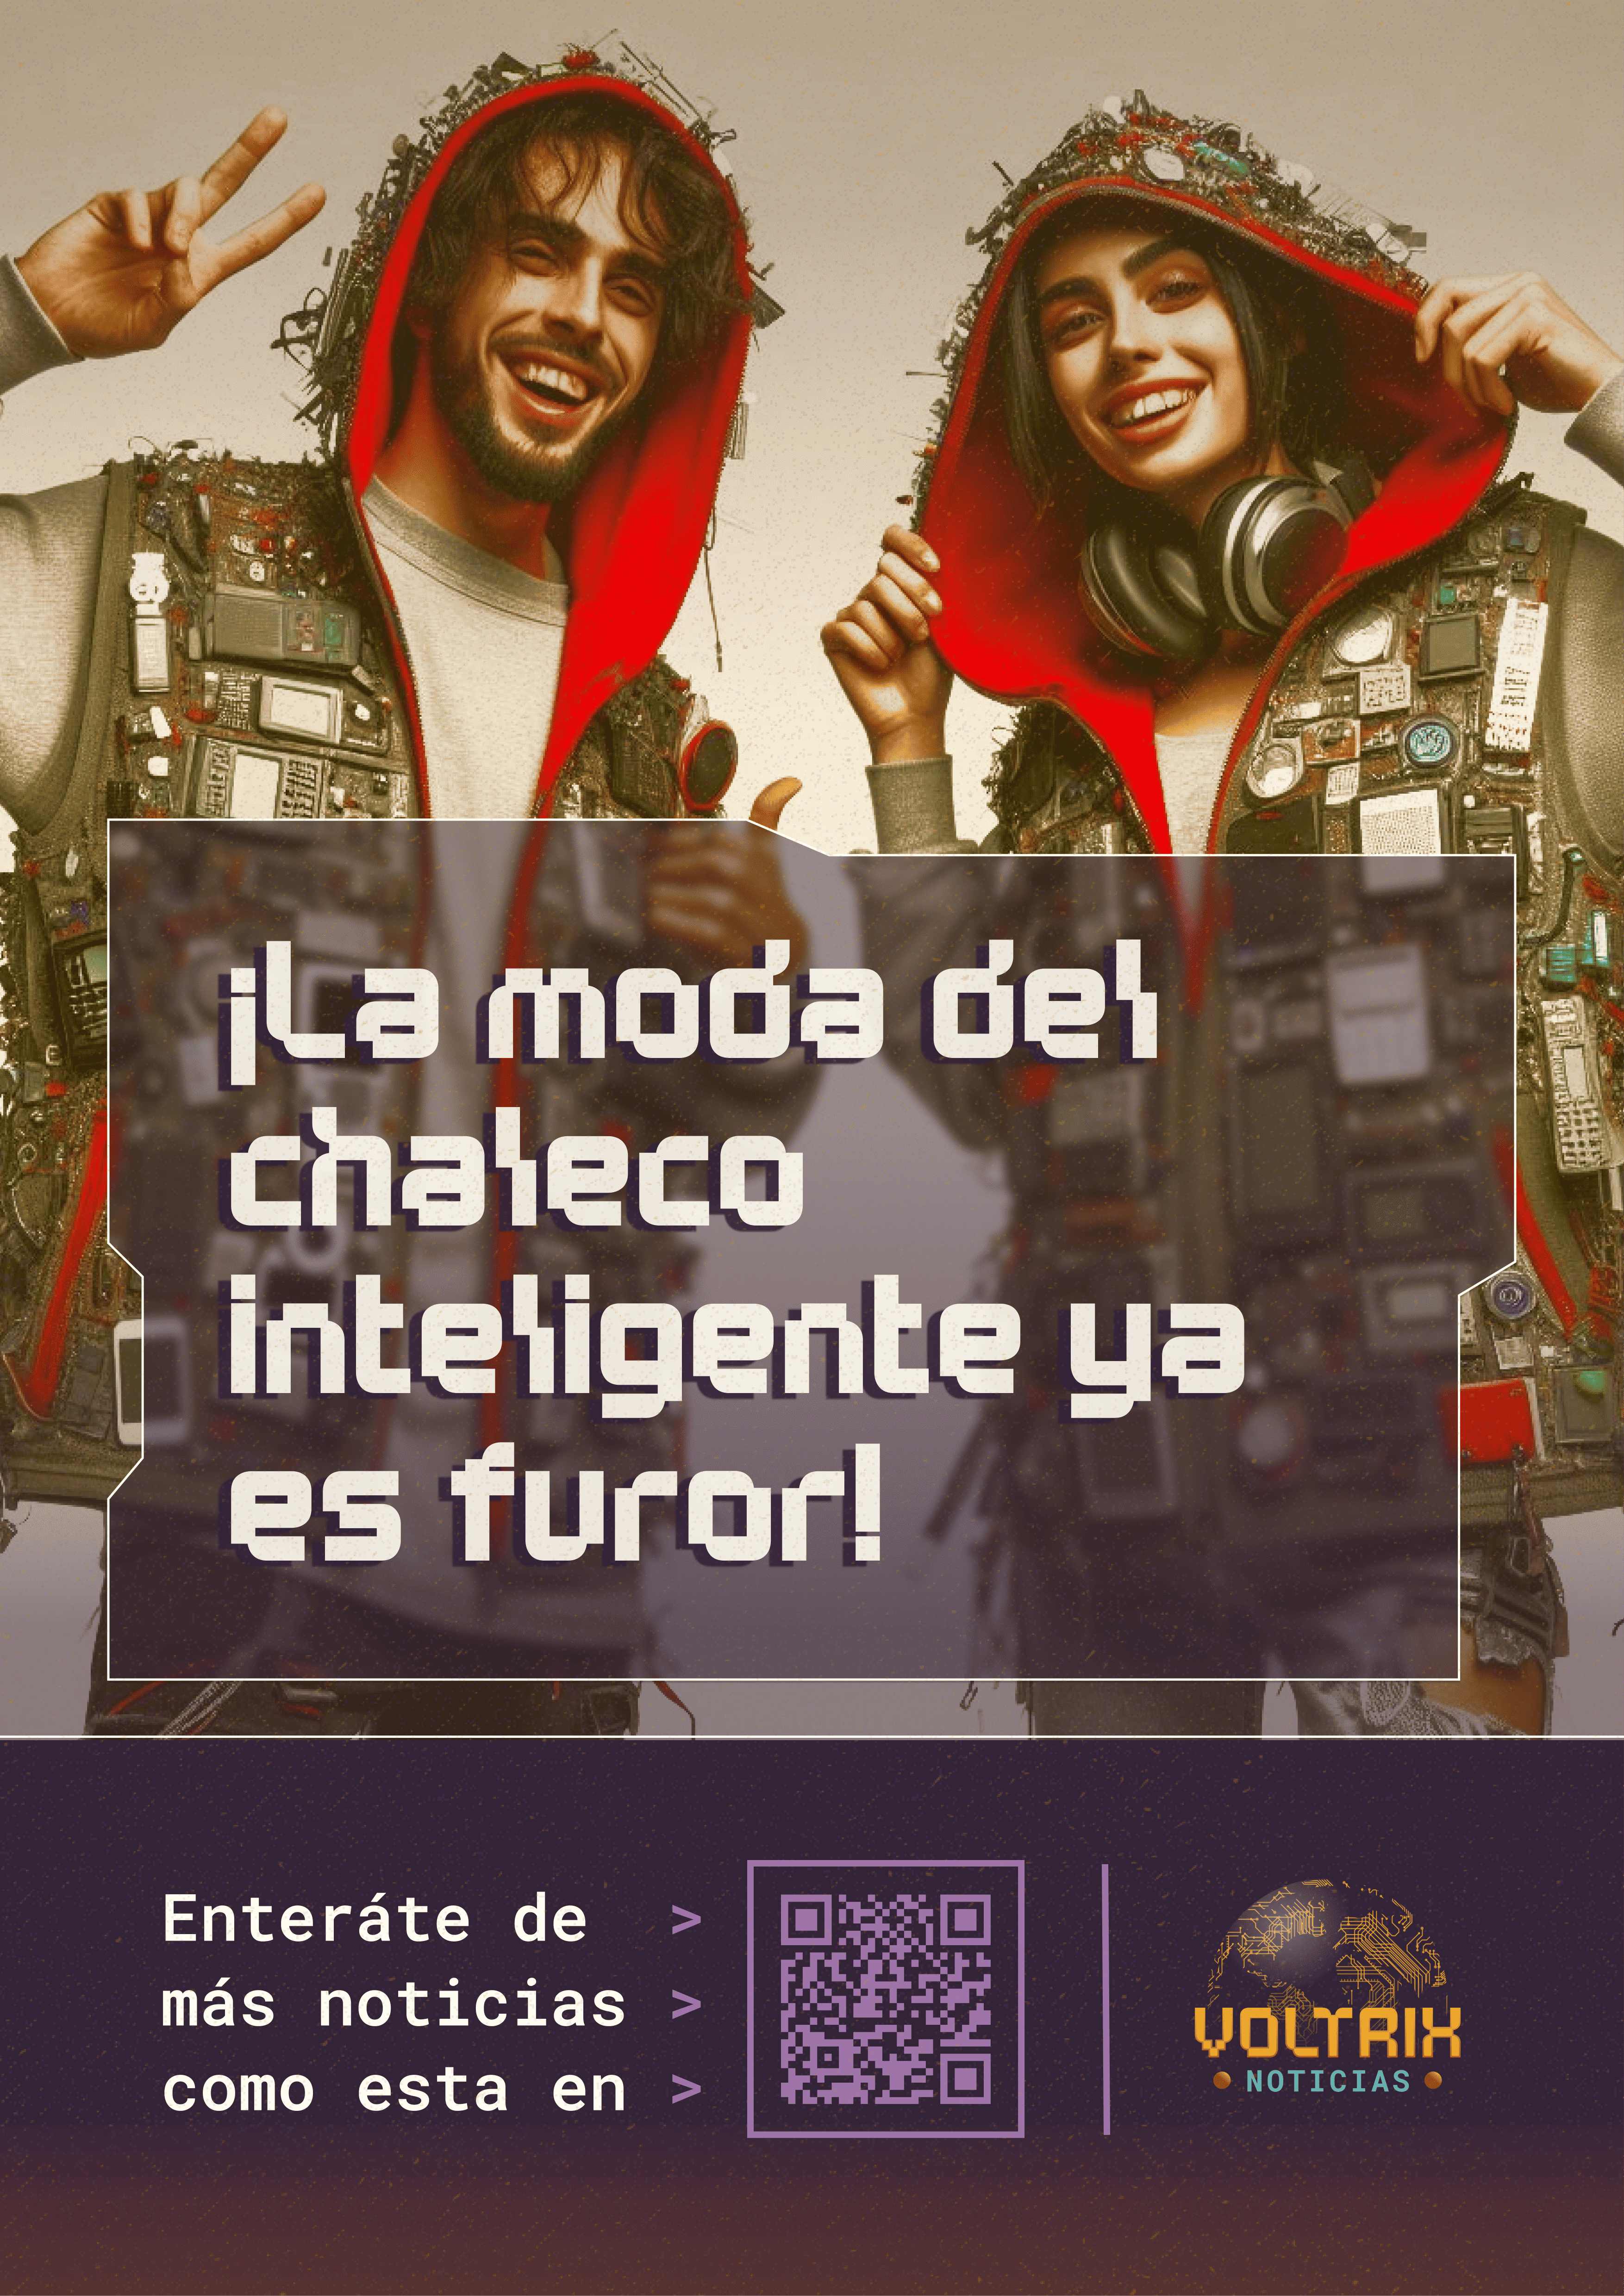 ¡La moda del
chaleco
inteligente ya
es furor!
Enteráte de >
más noticias >
como esta en >
VOLTRIX
NOTICIAS